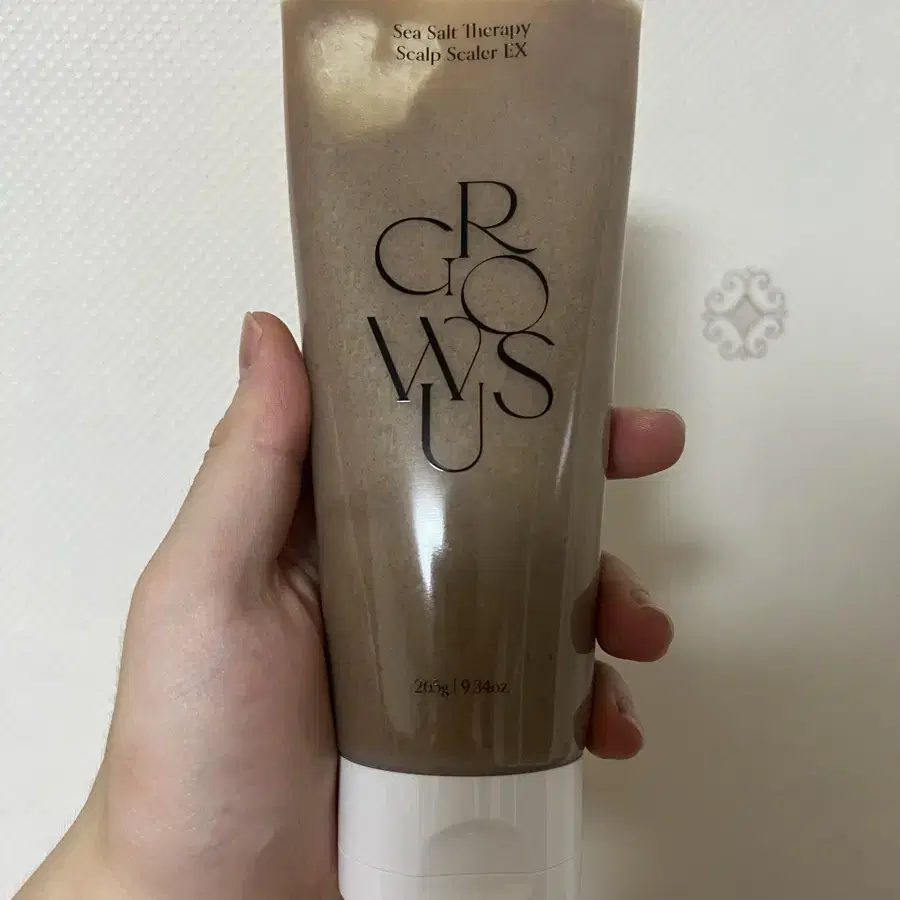 Sea Salt Therapy
Scalp Scaler EX
GROWUS
265g | 9.34oz